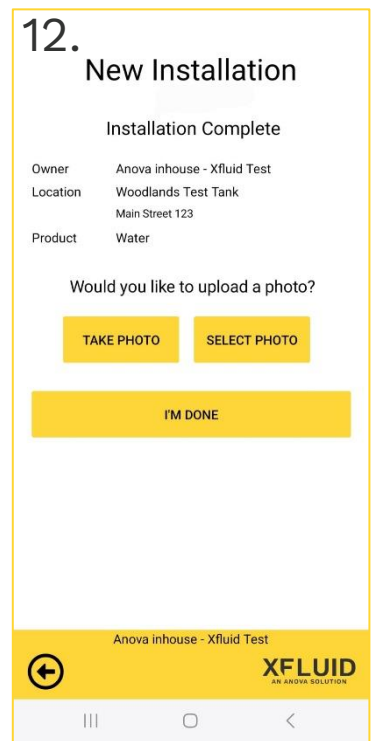 12.
New Installation
Installation Complete
Owner Anova inhouse - Xfluid Test
Location Woodlands Test Tank
Main Street 123
Product Water
Would you like to upload a photo?
TAKE PHOTO SELECT PHOTO
I'M DONE
Anova inhouse - Xfluid Test
XFLUID
AN ANOVA SOLUTION